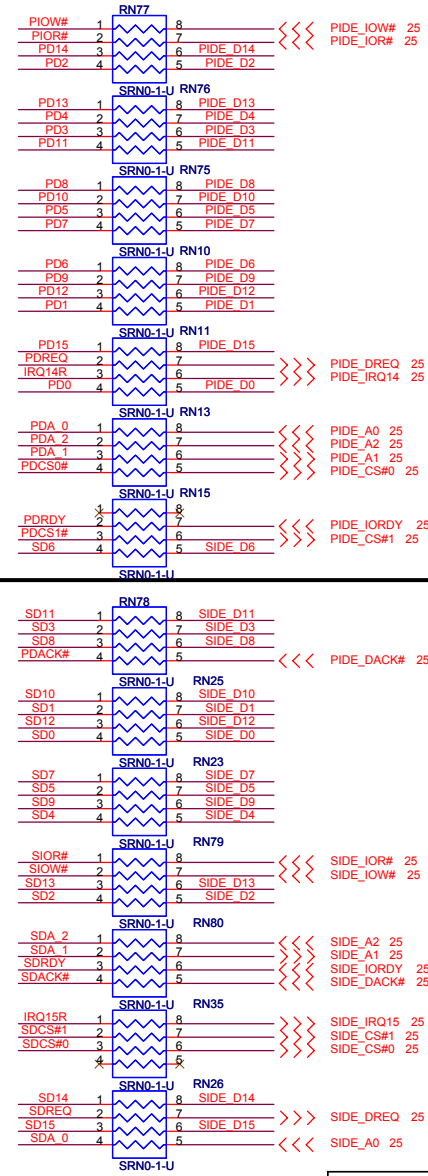 RN77
PIOW# 1 8 PIDE_IOW# 25
PIOR# 2 7 PIDE_IOR# 25
PD14 3 6 PIDE_D14
PD2 4 5 PIDE_D2
SRN0-1-U RN76
PD13 1 8 PIDE_D13
PD4 2 7 PIDE_D4
PD3 3 6 PIDE_D3
PD11 4 5 PIDE_D11
SRN0-1-U RN75
PD8 1 8 PIDE_D8
PD10 2 7 PIDE_D10
PD5 3 6 PIDE_D5
PD7 4 5 PIDE_D7
SRN0-1-U RN10
PD6 1 8 PIDE_D6
PD9 2 7 PIDE_D9
PD12 3 6 PIDE_D12
PD1 4 5 PIDE_D1
SRN0-1-U RN11
PD15 1 8 PIDE_D15
PDREQ 2 7 PIDE_DREQ 25
IRQ14R 3 6 PIDE_IRQ14 25
PD0 4 5 PIDE_D0
SRN0-1-U RN13
PDA_0 1 8 PIDE_A0 25
PDA_2 2 7 PIDE_A2 25
PDA_1 3 6 PIDE_A1 25
PDCS0# 4 5 PIDE_CS#0 25
SRN0-1-U RN15
1 8
PDRDY 2 7 PIDE_IORDY 25
PDCS1# 3 6 PIDE_CS#1 25
SD6 4 5 SIDE_D6
SRN0-1-U
RN78
SD11 1 8 SIDE_D11
SD3 2 7 SIDE_D3
SD8 3 6 SIDE_D8
PDACK# 4 5 PIDE_DACK# 25
SRN0-1-U RN25
SD10 1 8 SIDE_D10
SD1 2 7 SIDE_D1
SD12 3 6 SIDE_D12
SD0 4 5 SIDE_D0
SRN0-1-U RN23
SD7 1 8 SIDE_D7
SD5 2 7 SIDE_D5
SD9 3 6 SIDE_D9
SD4 4 5 SIDE_D4
SRN0-1-U RN79
SIOR# 1 8 SIDE_IOR# 25
SIOW# 2 7 SIDE_IOW# 25
SD13 3 6 SIDE_D13
SD2 4 5 SIDE_D2
SRN0-1-U RN80
SDA_2 1 8 SIDE_A2 25
SDA_1 2 7 SIDE_A1 25
SDRDY 3 6 SIDE_IORDY 25
SDACK# 4 5 SIDE_DACK# 25
SRN0-1-U RN35
IRQ15R 1 8 SIDE_IRQ15 25
SDCS#1 2 7 SIDE_CS#1 25
SDCS#0 3 6 SIDE_CS#0 25
4 5
SRN0-1-U RN26
SD14 1 8 SIDE_D14
SDREQ 2 7 SIDE_DREQ 25
SD15 3 6 SIDE_D15
SDA_0 4 5 SIDE_A0 25
SRN0-1-U